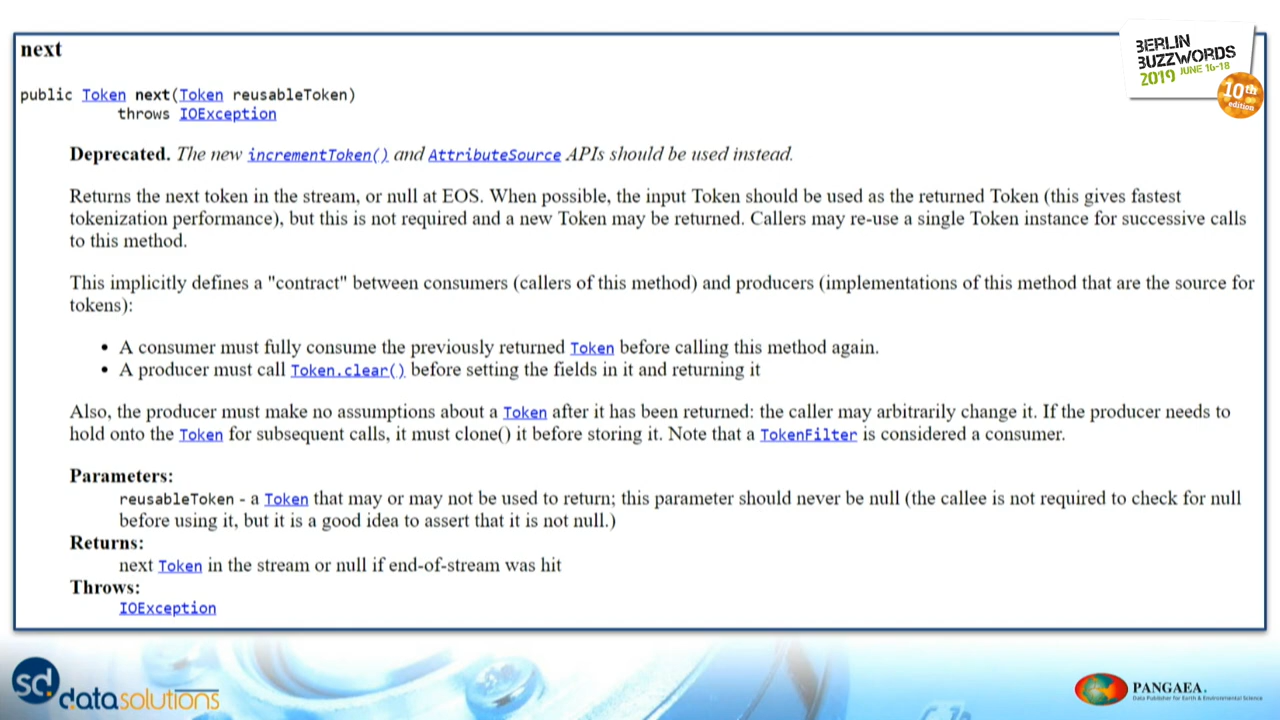 next
public Token next(Token reusableToken)
throws IOException
Deprecated. The new incrementToken() and AttributeSource APIs should be used instead.
Returns the next token in the stream, or null at EOS. When possible, the input Token should be used as the returned Token (this gives fastest
tokenization performance), but this is not required and a new Token may be returned. Callers may re-use a single Token instance for successive calls
to this method.
This implicitly defines a "contract" between consumers (callers of this method) and producers (implementations of this method that are the source for
tokens):
• A consumer must fully consume the previously returned Token before calling this method again.
• A producer must call Token.clear() before setting the fields in it and returning it
Also, the producer must make no assumptions about a Token after it has been returned: the caller may arbitrarily change it. If the producer needs to
hold onto the Token for subsequent calls, it must clone() it before storing it. Note that a TokenFilter is considered a consumer.
Parameters:
reusableToken - a Token that may or may not be used to return; this parameter should never be null (the callee is not required to check for null
before using it, but it is a good idea to assert that it is not null.)
Returns:
next Token in the stream or null if end-of-stream was hit
Throws:
IOException
BERLIN
BUZZWORDS
2019 JUNE 16-18
10th
edition
sd.
datasolutions
PANGAEA.
Data Publisher for Earth & Environmental Science